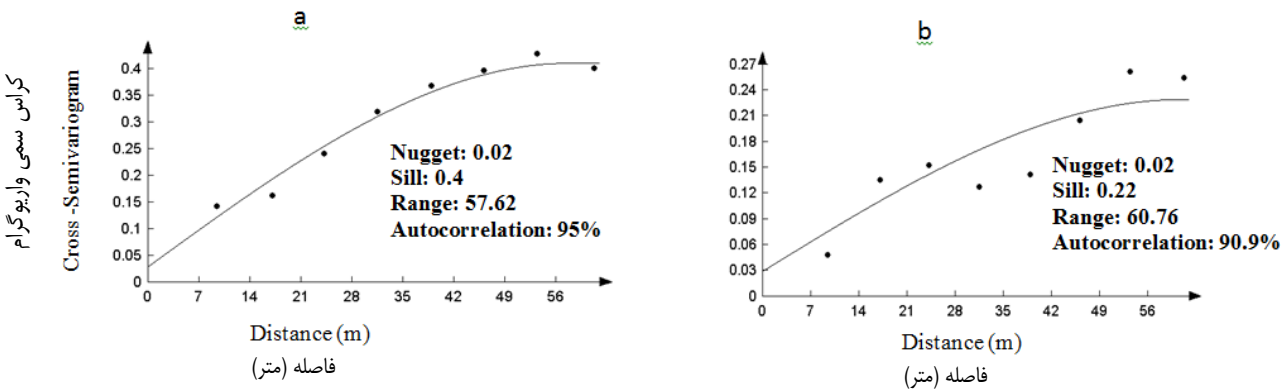 a
کراس سمی واریوگرام
Cross -Semivariogram
0.4
0.35
0.3
0.25
0.2
0.15
0.1
0.05
0
Nugget: 0.02
Sill: 0.4
Range: 57.62
Autocorrelation: 95%
0 7 14 21 28 35 42 49 56
Distance (m)
فاصله (متر)
b
0.27
0.24
0.21
0.18
0.15
0.12
0.09
0.06
0.03
0
Nugget: 0.02
Sill: 0.22
Range: 60.76
Autocorrelation: 90.9%
0 7 14 21 28 35 42 49 56
Distance (m)
فاصله (متر)